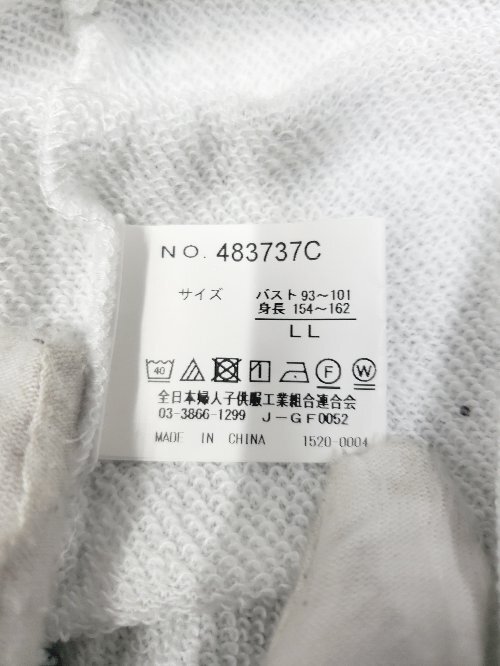 NO. 483737C
サイズ バスト 93～101
身長 154～162
LL
40 F W
全日本婦人子供服工業組合連合会
03-3866-1299 J-GF0052
MADE IN CHINA 1520-0004